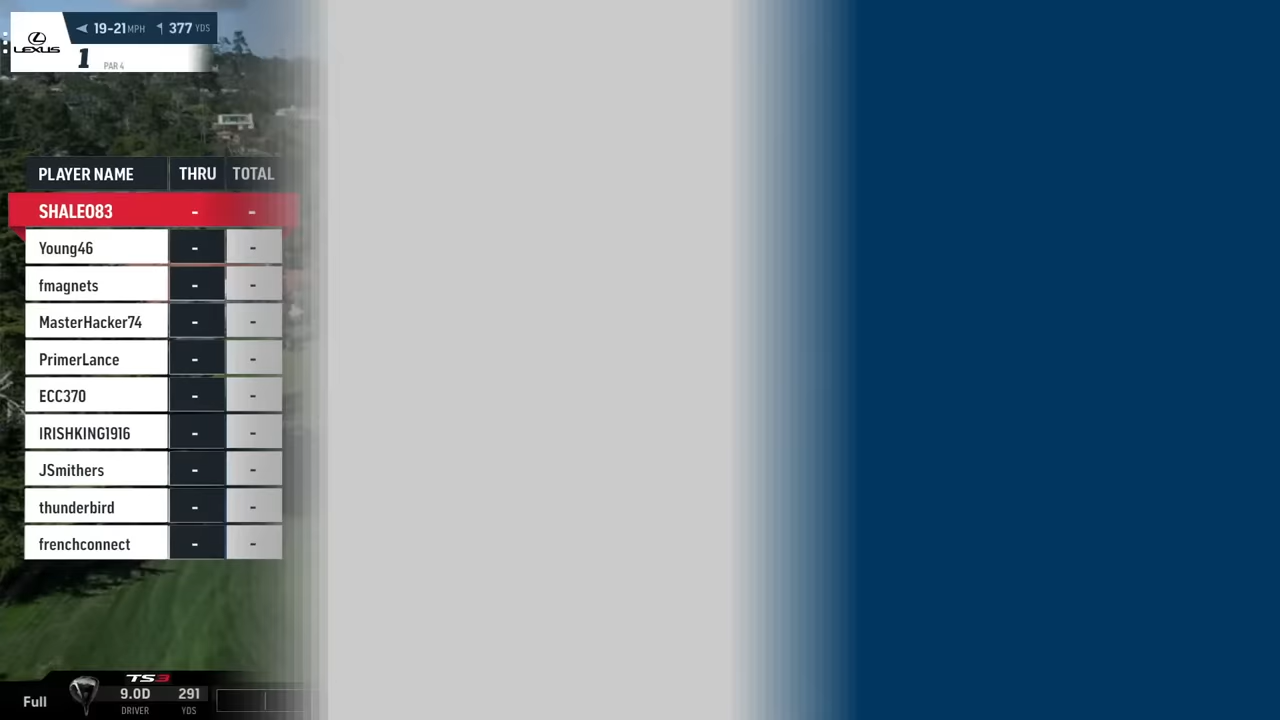 19-21 MPH 377 YDS
LEXUS
1 PAR 4
PLAYER NAME THRU TOTAL
SHALEO83 - -
Young46 - -
fmagnets - -
MasterHacker74 - -
PrimerLance - -
ECC370 - -
IRISHKING1916 - -
JSmithers - -
thunderbird - -
frenchconnect - -
TS3
Full 9.0D 291
DRIVER YDS